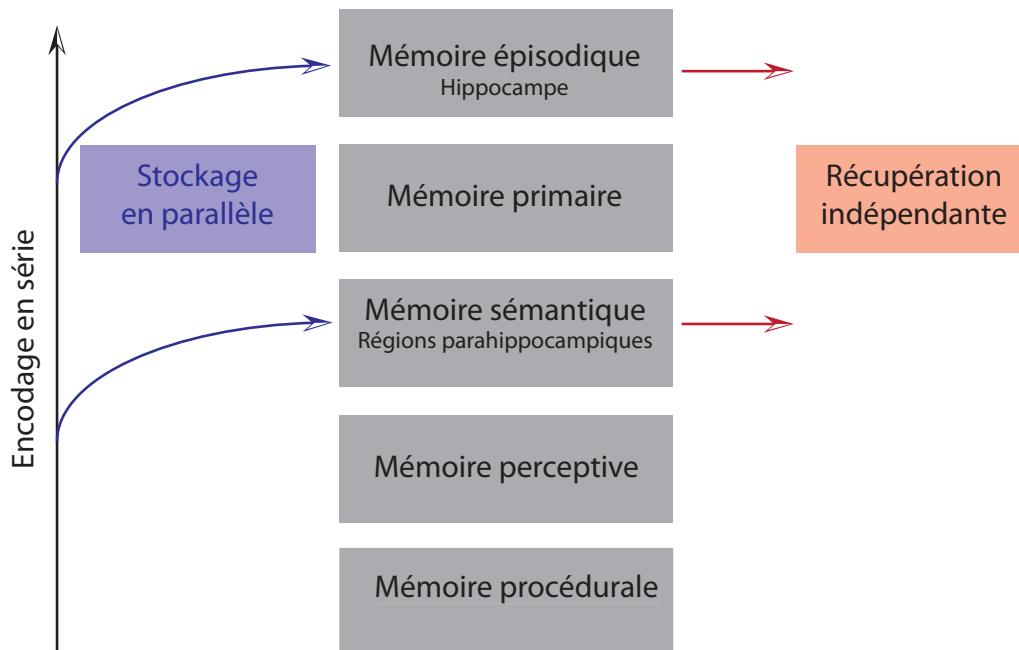 Encodage en série
Stockage
en parallèle
Mémoire épisodique
Hippocampe
Mémoire primaire
Mémoire sémantique
Régions parahippocampiques
Mémoire perceptive
Mémoire procédurale
Récupération
indépendante